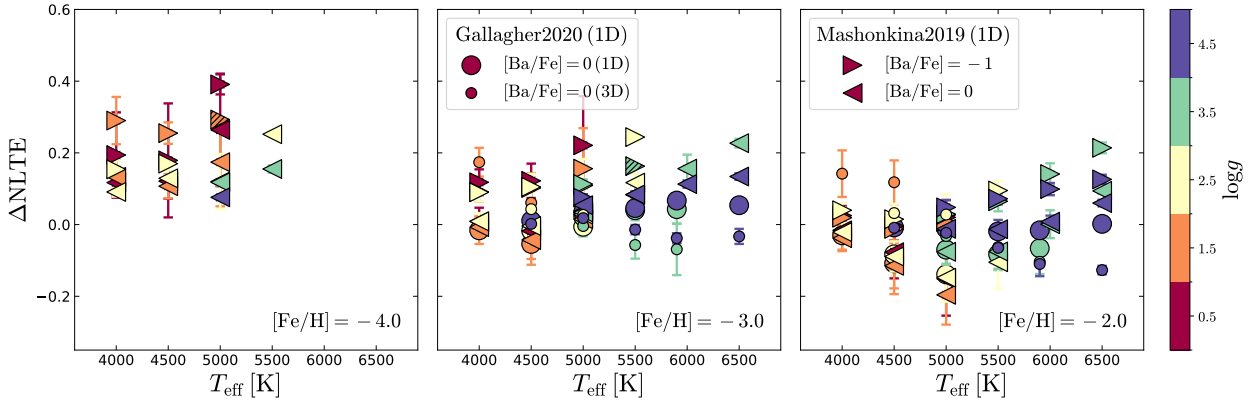 0.6
0.4
0.2
0.0
−0.2
ΔNLTE
4000 4500 5000 5500 6000 6500
T_eff [K]
[Fe/H] = − 4.0
Gallagher2020 (1D)
[Ba/Fe] = 0 (1D)
[Ba/Fe] = 0 (3D)
4000 4500 5000 5500 6000 6500
T_eff [K]
[Fe/H] = − 3.0
Mashonkina2019 (1D)
[Ba/Fe] = − 1
[Ba/Fe] = 0
4000 4500 5000 5500 6000 6500
T_eff [K]
[Fe/H] = − 2.0
4.5
3.5
2.5
1.5
0.5
logg